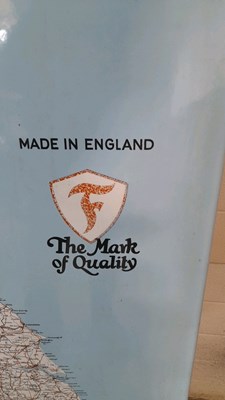 MADE IN ENGLAND
F
The Mark
of Quality